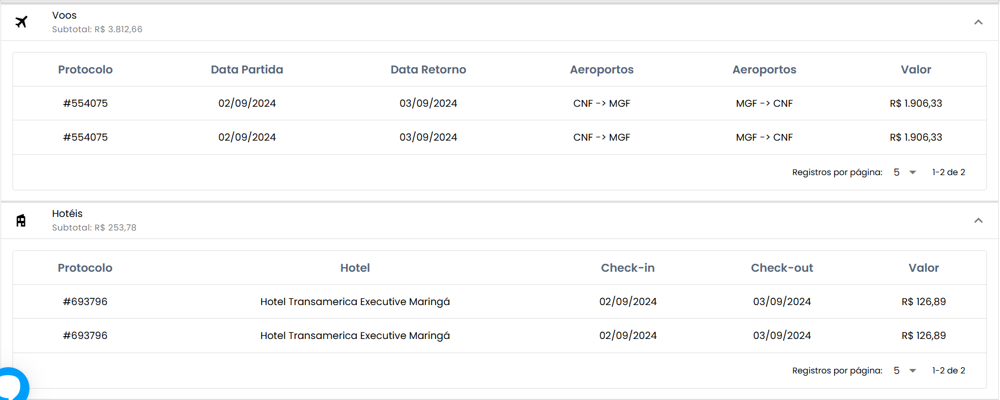 Voos
Subtotal: R$ 3.812,66
Protocolo Data Partida Data Retorno Aeroportos Aeroportos Valor
#554075 02/09/2024 03/09/2024 CNF -> MGF MGF -> CNF R$ 1.906,33
#554075 02/09/2024 03/09/2024 CNF -> MGF MGF -> CNF R$ 1.906,33
Registros por página: 5 1-2 de 2
Hotéis
Subtotal: R$ 253,78
Protocolo Hotel Check-in Check-out Valor
#693796 Hotel Transamerica Executive Maringá 02/09/2024 03/09/2024 R$ 126,89
#693796 Hotel Transamerica Executive Maringá 02/09/2024 03/09/2024 R$ 126,89
Registros por página: 5 1-2 de 2